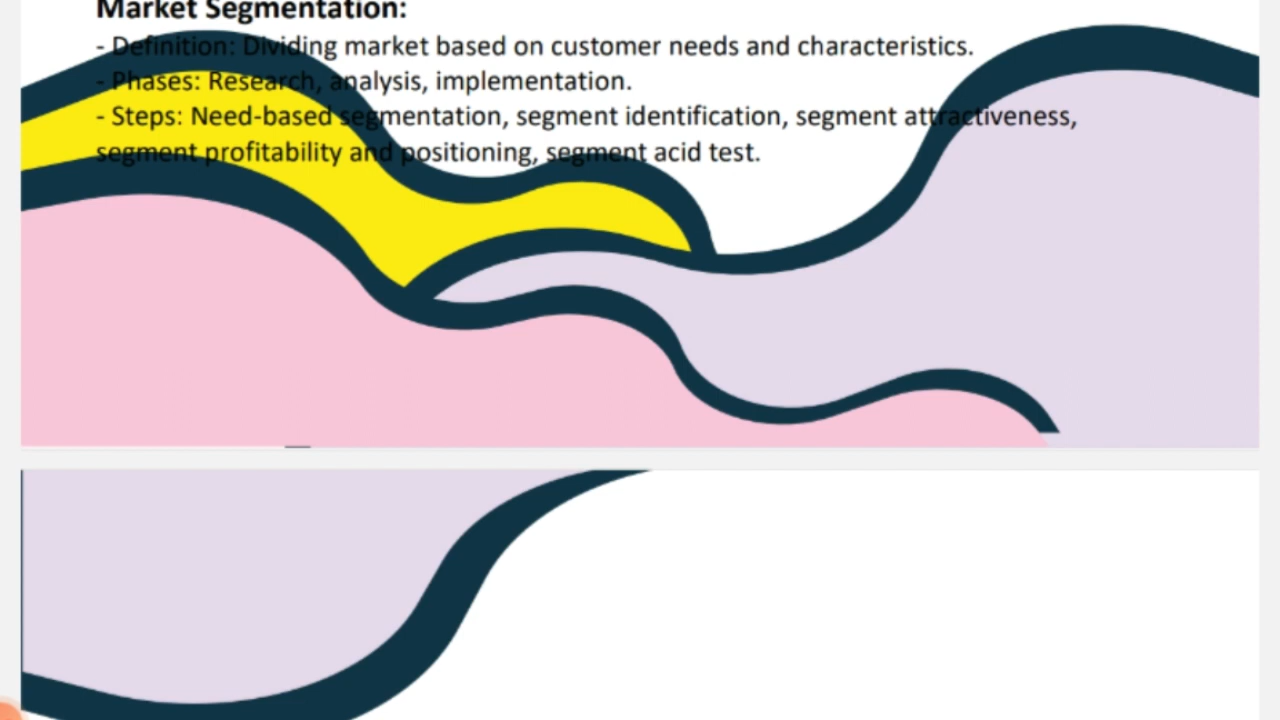 Market Segmentation:
- Definition: Dividing market based on customer needs and characteristics.
- Phases: Research, analysis, implementation.
- Steps: Need-based segmentation, segment identification, segment attractiveness,
segment profitability and positioning, segment acid test.